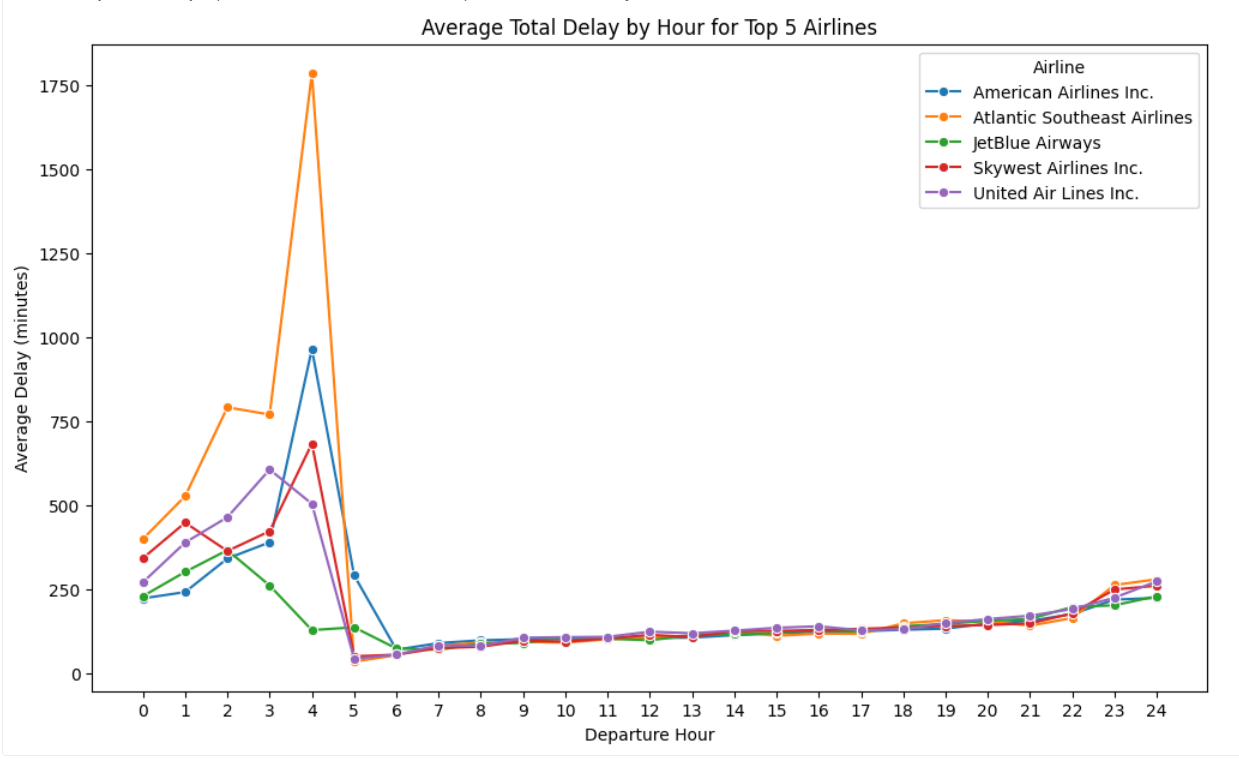 Average Total Delay by Hour for Top 5 Airlines
Airline
American Airlines Inc.
Atlantic Southeast Airlines
JetBlue Airways
Skywest Airlines Inc.
United Air Lines Inc.
Average Delay (minutes)
1750
1500
1250
1000
750
500
250
0
0 1 2 3 4 5 6 7 8 9 10 11 12 13 14 15 16 17 18 19 20 21 22 23 24
Departure Hour